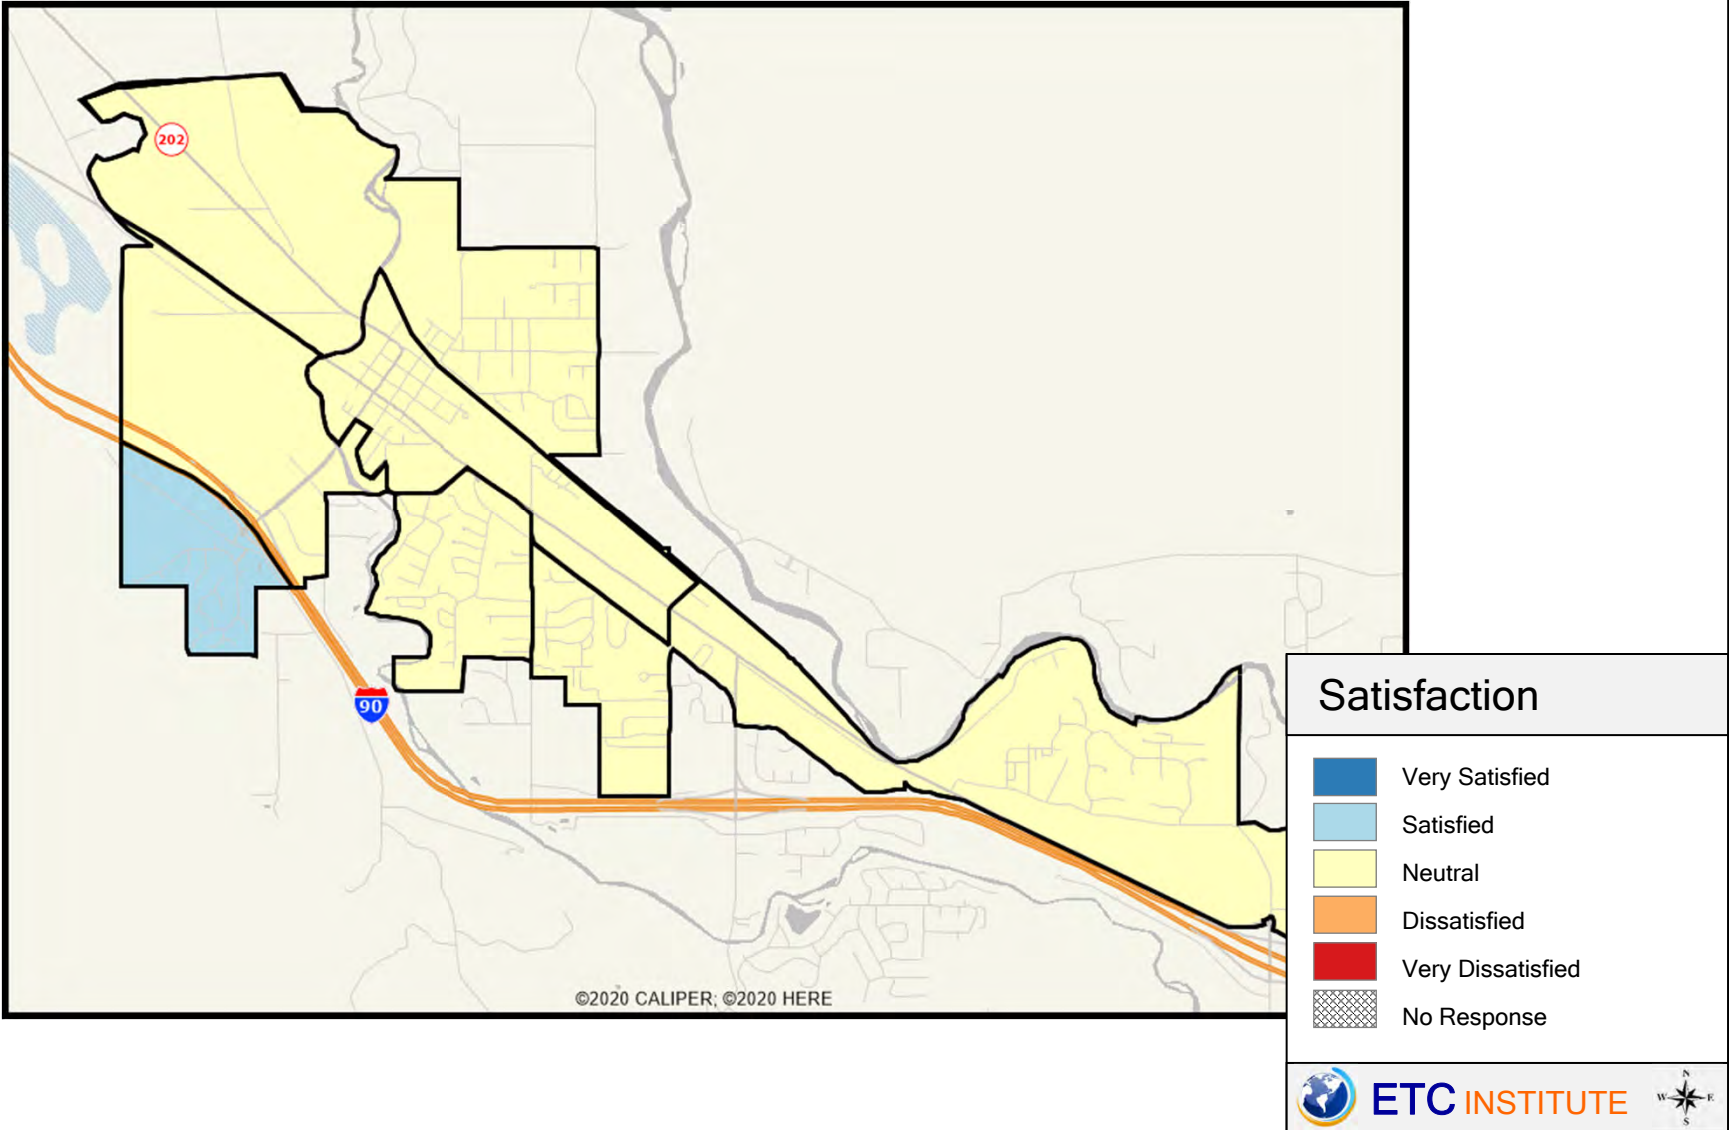 202
90
©2020 CALIPER; ©2020 HERE
Satisfaction
Very Satisfied
Satisfied
Neutral
Dissatisfied
Very Dissatisfied
No Response
ETC INSTITUTE
N
W E
S